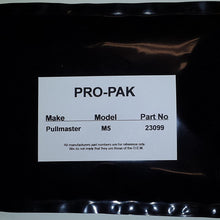 PRO-PAK
Make Model Part No
Pullmaster M5 23099
All manufacturers part numbers are for reference only.
We do not made that they are those of the O.E.M.